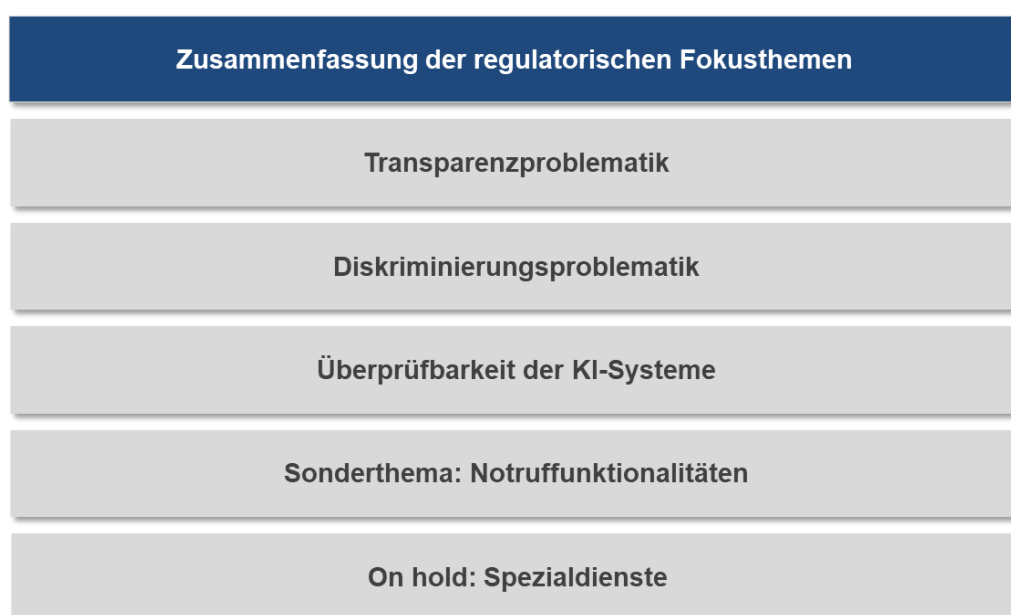 Zusammenfassung der regulatorischen Fokusthemen
Transparenzproblematik
Diskriminierungsproblematik
Überprüfbarkeit der KI-Systeme
Sonderthema: Notruffunktionalitäten
On hold: Spezialdienste